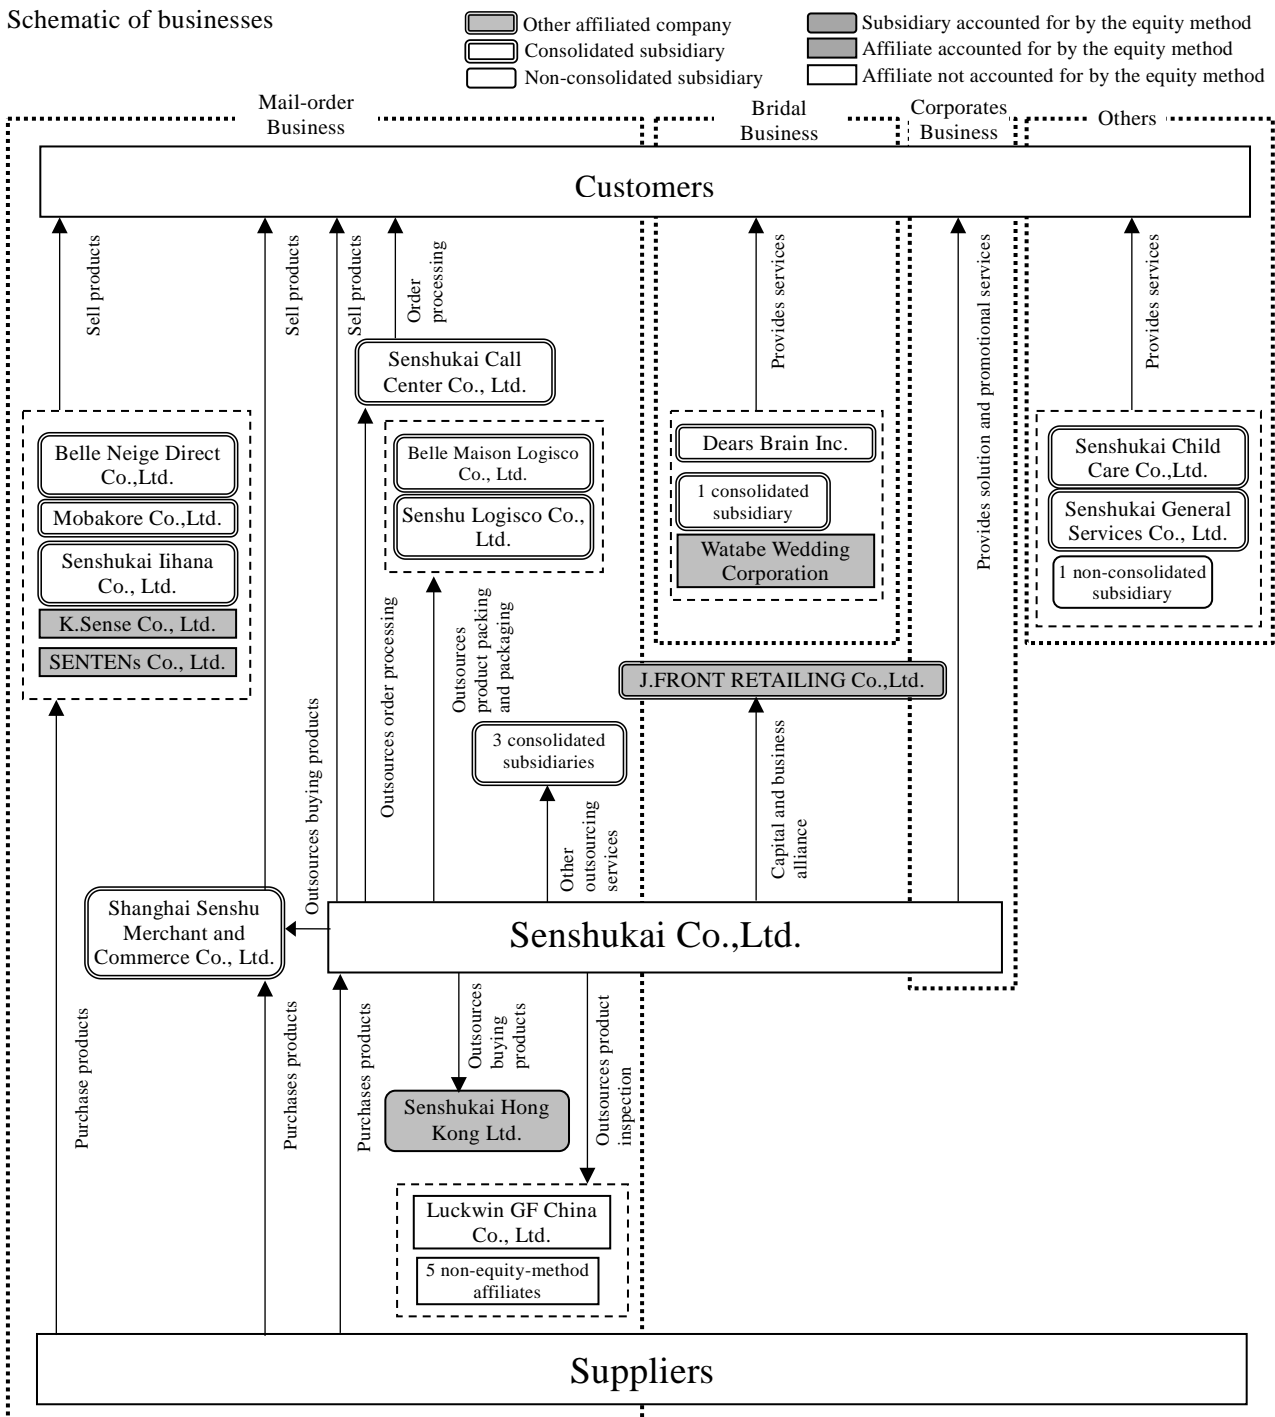 Schematic of businesses
Other affiliated company
Consolidated subsidiary
Non-consolidated subsidiary
Subsidiary accounted for by the equity method
Affiliate accounted for by the equity method
Affiliate not accounted for by the equity method
Mail-order
Business
Bridal
Business
Corporates
Business
Others
Customers
Sell products
Sell products
Sell products
Order
processing
Provides services
Provides solution and promotional services
Provides services
Senshukai Call
Center Co., Ltd.
Belle Neige Direct
Co.,Ltd.
Mobakore Co.,Ltd.
Senshukai Iihana
Co., Ltd.
K.Sense Co., Ltd.
SENTENs Co., Ltd.
Belle Maison Logisco
Co., Ltd.
Senshu Logisco Co.,
Ltd.
Dears Brain Inc.
1 consolidated
subsidiary
Watabe Wedding
Corporation
Senshukai Child
Care Co.,Ltd.
Senshukai General
Services Co., Ltd.
1 non-consolidated
subsidiary
J.FRONT RETAILING Co.,Ltd.
Outsources buying products
Outsources order processing
Outsources
product packing
and packaging
3 consolidated
subsidiaries
Other
outsourcing
services
Capital and business
alliance
Shanghai Senshu
Merchant and
Commerce Co., Ltd.
Senshukai Co.,Ltd.
Purchase products
Purchases products
Purchases products
Outsources
buying
products
Outsources product
inspection
Senshukai Hong
Kong Ltd.
Luckwin GF China
Co., Ltd.
5 non-equity-method
affiliates
Suppliers